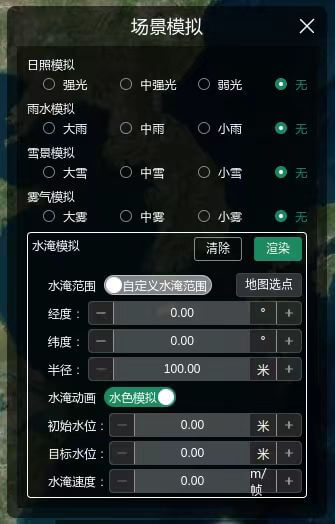 场景模拟
日照模拟
强光 中强光 弱光 无
雨水模拟
大雨 中雨 小雨 无
雪景模拟
大雪 中雪 小雪 无
雾气模拟
大雾 中雾 小雾 无
水淹模拟 清除 渲染
水淹范围 自定义水淹范围 地图选点
经度： − 0.00 ° +
纬度： − 0.00 ° +
半径： − 100.00 米 +
水淹动画 水色模拟
初始水位： − 0.00 米 +
目标水位： − 0.00 米 +
水淹速度： − 0.00 m/帧 +